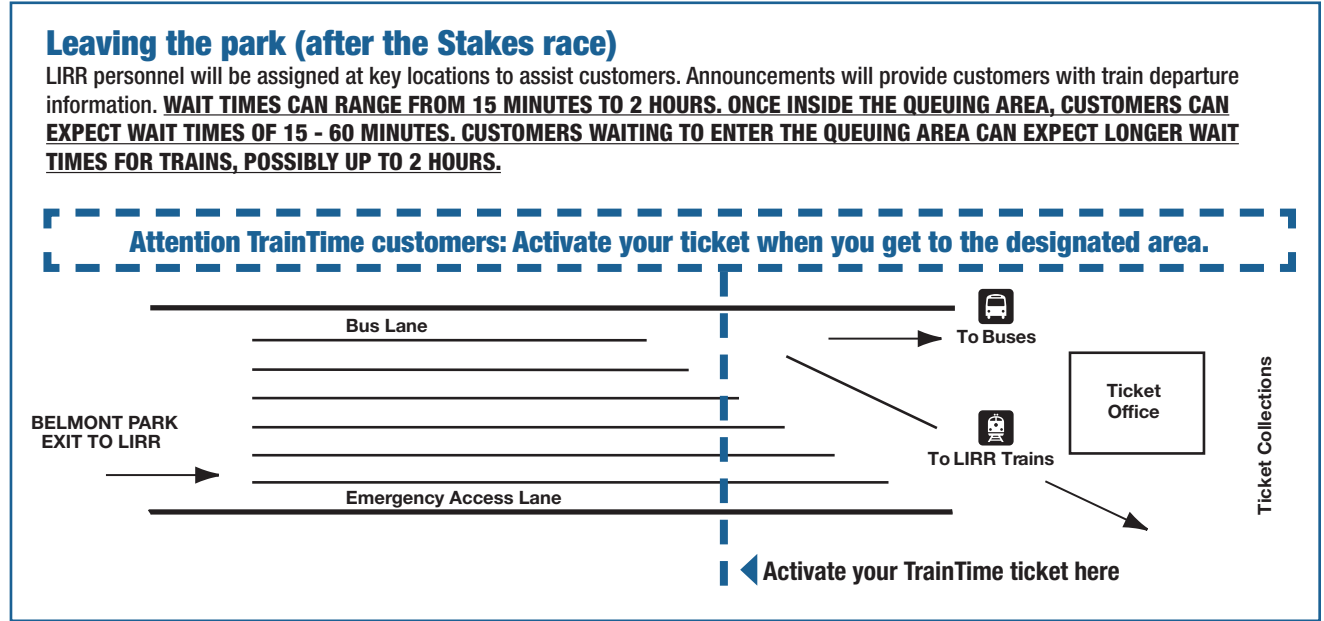 Leaving the park (after the Stakes race)
LIRR personnel will be assigned at key locations to assist customers. Announcements will provide customers with train departure
information. WAIT TIMES CAN RANGE FROM 15 MINUTES TO 2 HOURS. ONCE INSIDE THE QUEUING AREA, CUSTOMERS CAN
EXPECT WAIT TIMES OF 15 - 60 MINUTES. CUSTOMERS WAITING TO ENTER THE QUEUING AREA CAN EXPECT LONGER WAIT
TIMES FOR TRAINS, POSSIBLY UP TO 2 HOURS.
Attention TrainTime customers: Activate your ticket when you get to the designated area.
Bus Lane
To Buses
BELMONT PARK
EXIT TO LIRR
Ticket
Office
Ticket Collections
To LIRR Trains
Emergency Access Lane
Activate your TrainTime ticket here